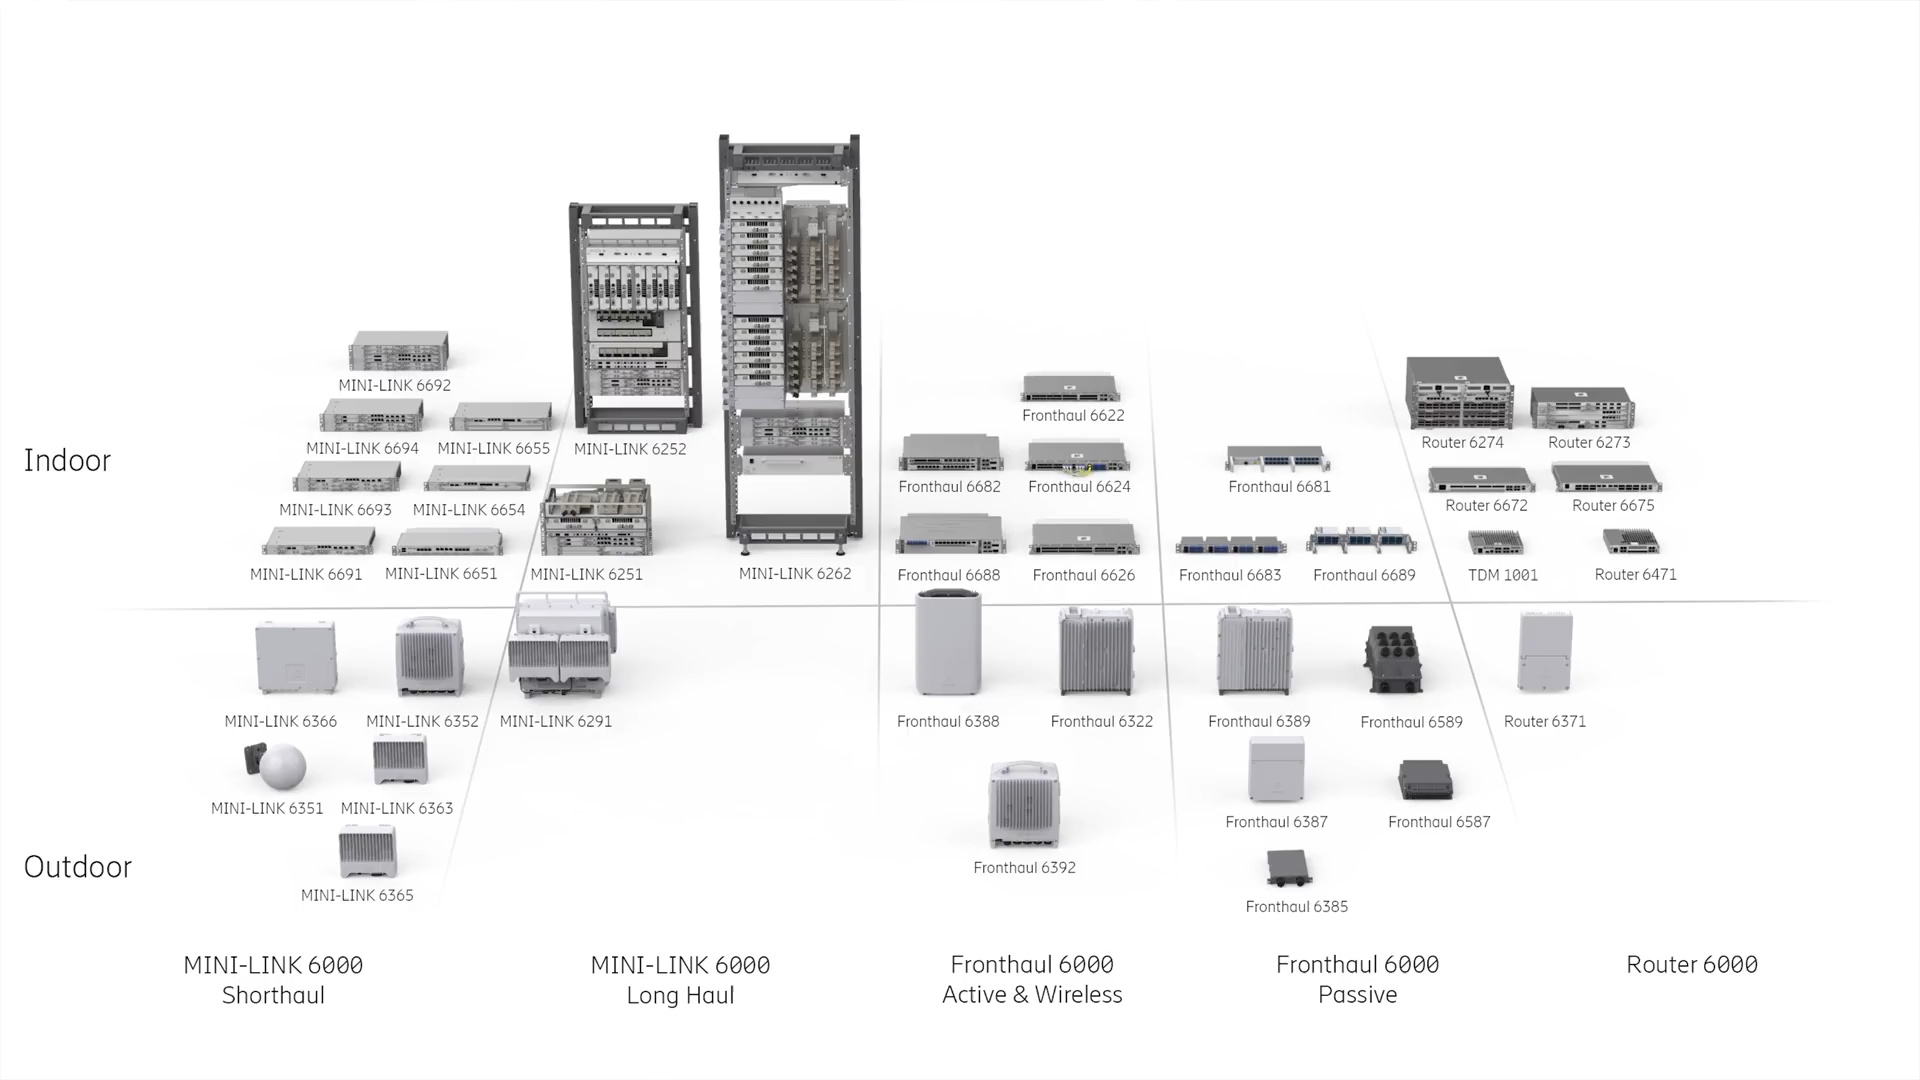 MINI-LINK 6692
MINI-LINK 6694
MINI-LINK 6655
MINI-LINK 6252
Fronthaul 6622
Router 6274
Router 6273
Indoor
MINI-LINK 6693
MINI-LINK 6654
Fronthaul 6682
Fronthaul 6624
Fronthaul 6681
Router 6672
Router 6675
MINI-LINK 6691
MINI-LINK 6651
MINI-LINK 6251
MINI-LINK 6262
Fronthaul 6688
Fronthaul 6626
Fronthaul 6683
Fronthaul 6689
TDM 1001
Router 6471
MINI-LINK 6366
MINI-LINK 6352
MINI-LINK 6291
Fronthaul 6388
Fronthaul 6322
Fronthaul 6389
Fronthaul 6589
Router 6371
MINI-LINK 6351
MINI-LINK 6363
Fronthaul 6387
Fronthaul 6587
Outdoor
Fronthaul 6392
MINI-LINK 6365
Fronthaul 6385
MINI-LINK 6000
Shorthaul
MINI-LINK 6000
Long Haul
Fronthaul 6000
Active & Wireless
Fronthaul 6000
Passive
Router 6000